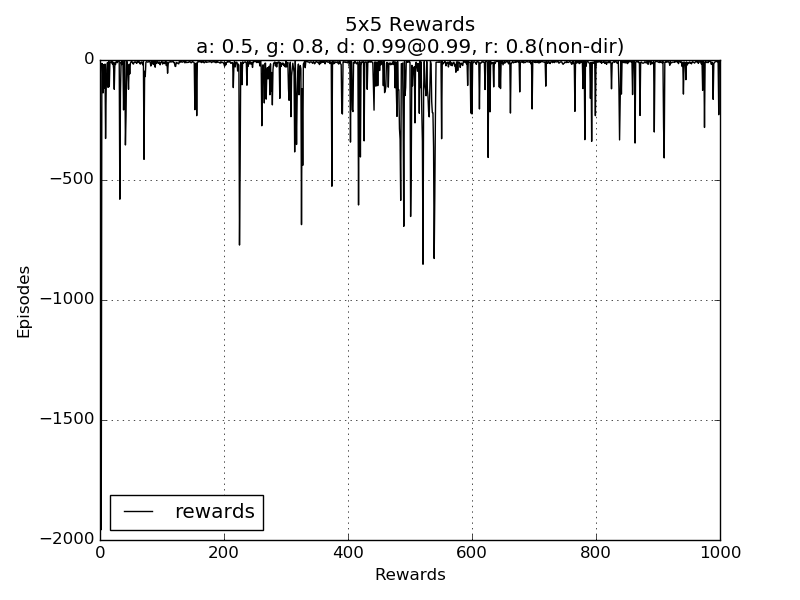 5x5 Rewards
a: 0.5, g: 0.8, d: 0.99@0.99, r: 0.8(non-dir)
0
−500
−1000
−1500
−2000
Episodes
rewards
0 200 400 600 800 1000
Rewards